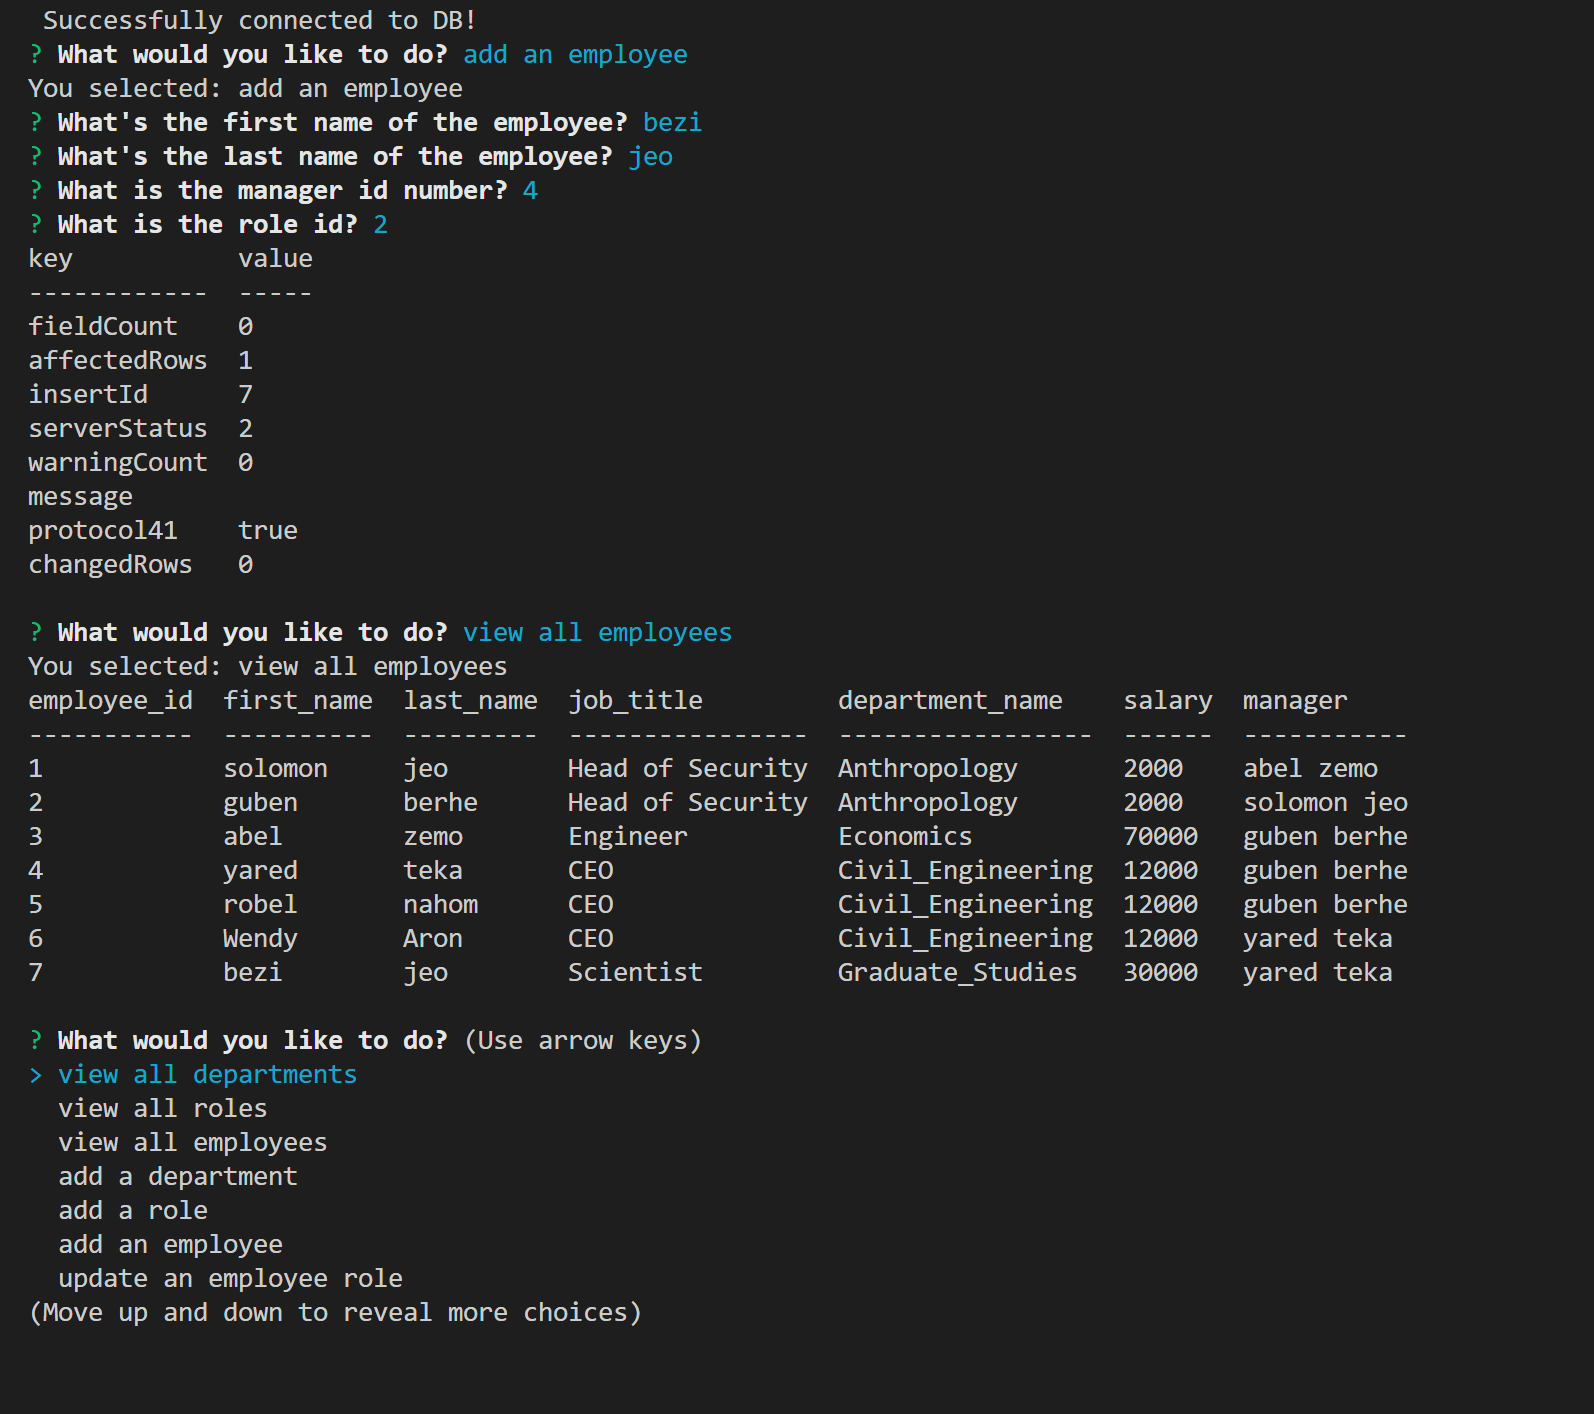 Successfully connected to DB!
? What would you like to do? add an employee
You selected: add an employee
? What's the first name of the employee? bezi
? What's the last name of the employee? jeo
? What is the manager id number? 4
? What is the role id? 2
key           value
------------  -----
fieldCount    0
affectedRows  1
insertId      7
serverStatus  2
warningCount  0
message
protocol41    true
changedRows   0
? What would you like to do? view all employees
You selected: view all employees
employee_id  first_name  last_name  job_title         department_name    salary  manager
-----------  ----------  ---------  ----------------  -----------------  ------  -----------
1            solomon     jeo        Head of Security  Anthropology       2000    abel zemo
2            guben       berhe      Head of Security  Anthropology       2000    solomon jeo
3            abel        zemo       Engineer          Economics          70000   guben berhe
4            yared       teka       CEO               Civil_Engineering  12000   guben berhe
5            robel       nahom      CEO               Civil_Engineering  12000   guben berhe
6            Wendy       Aron       CEO               Civil_Engineering  12000   yared teka
7            bezi        jeo        Scientist         Graduate_Studies   30000   yared teka
? What would you like to do? (Use arrow keys)
> view all departments
  view all roles
  view all employees
  add a department
  add a role
  add an employee
  update an employee role
(Move up and down to reveal more choices)